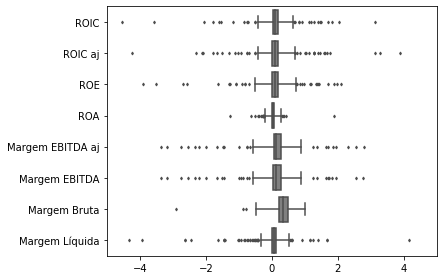 ROIC
ROIC aj
ROE
ROA
Margem EBITDA aj
Margem EBITDA
Margem Bruta
Margem Líquida
−4 −2 0 2 4